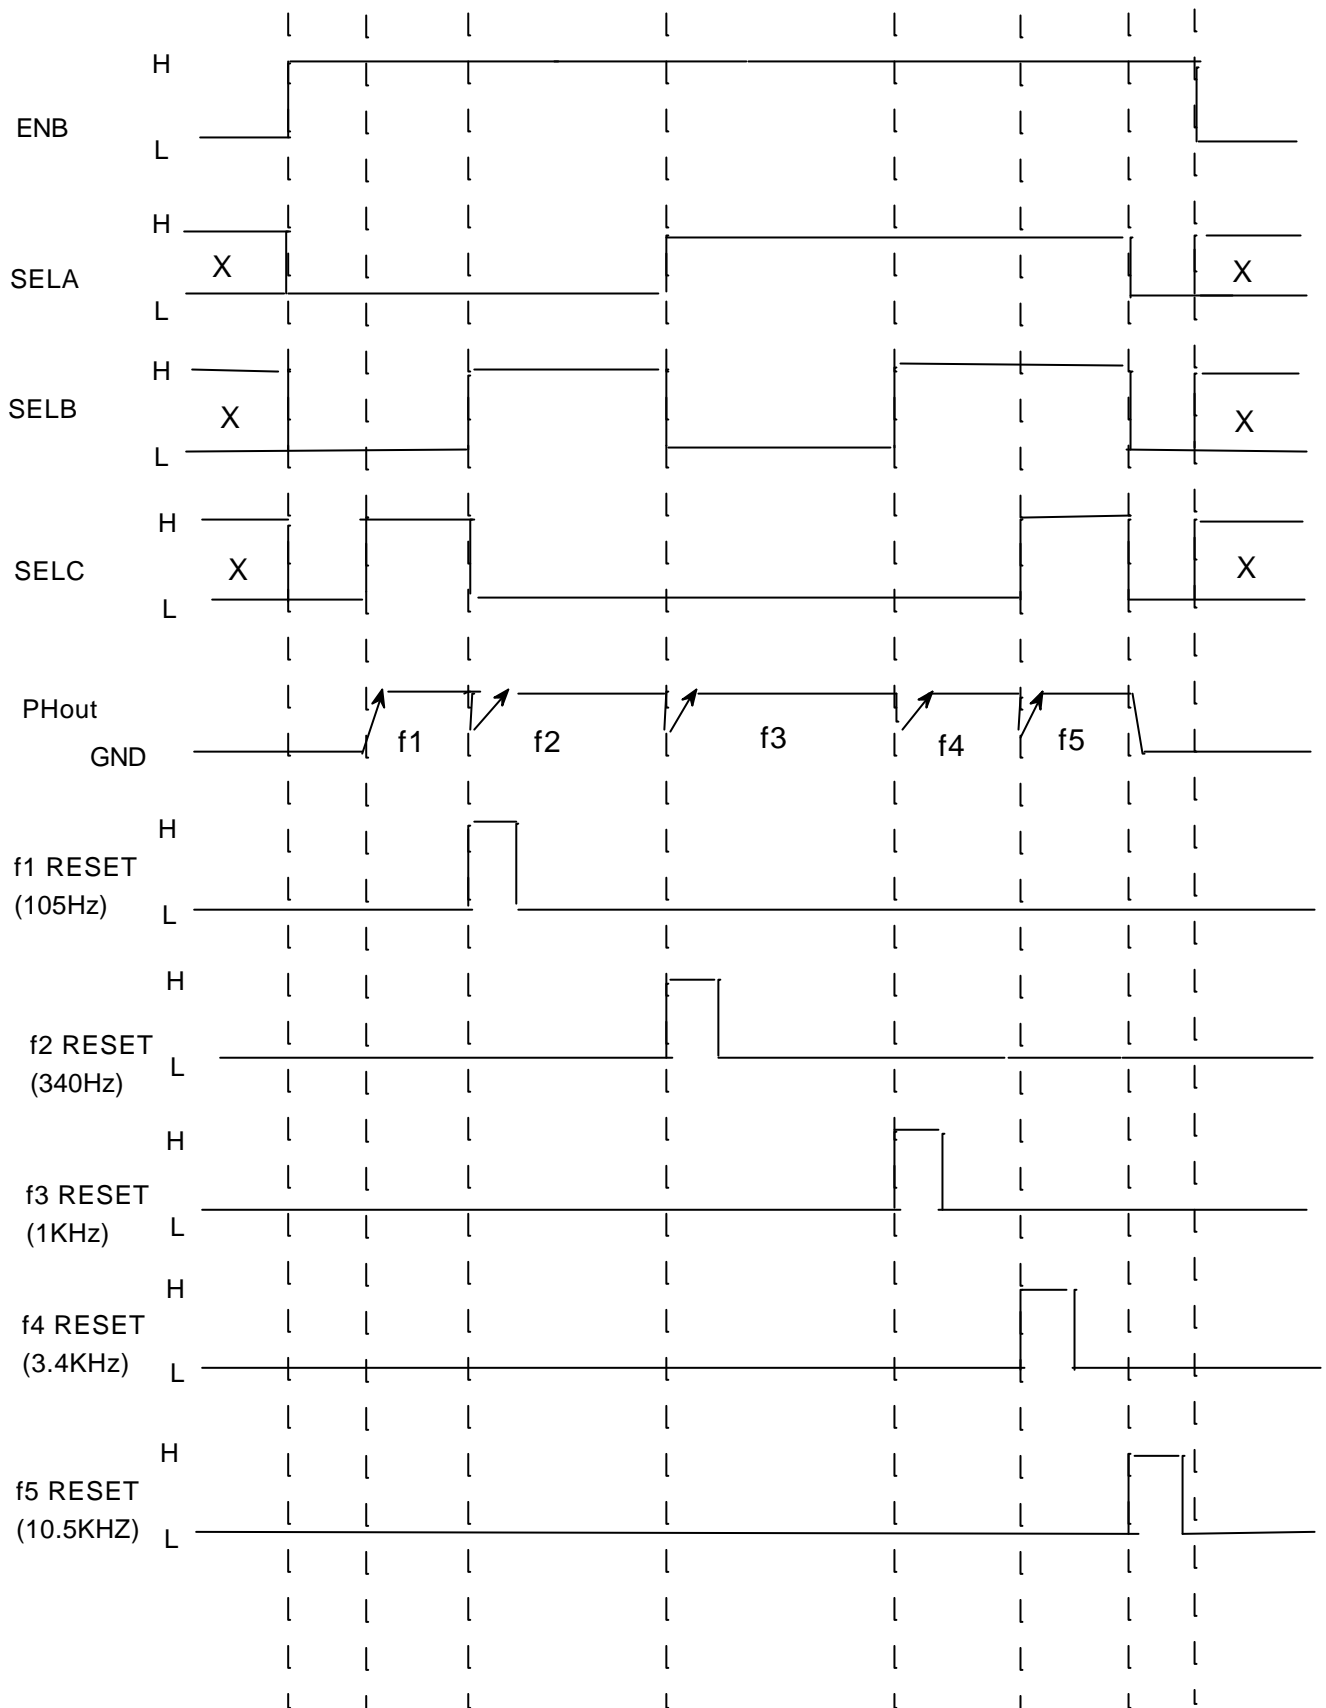 H
ENB
L
H
X
X
SELA
L
H
SELB
X
X
L
H
SELC
X
X
L
PHout
f1
f2
f3
f4
f5
GND
H
f1 RESET
(105Hz)
L
H
f2 RESET
L
(340Hz)
H
f3 RESET
(1KHz)
L
H
f4 RESET
(3.4KHz)
L
H
f5 RESET
(10.5KHZ)
L